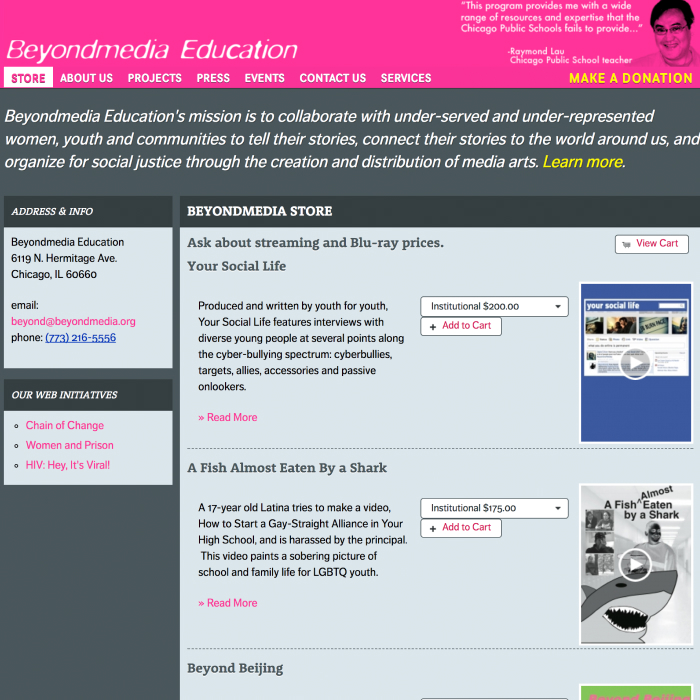 "This program provides me with a wide
range of resources and expertise that the
Chicago Public Schools fails to provide..."
-Raymond Lau
Chicago Public School teacher
Beyondmedia Education
STORE ABOUT US PROJECTS PRESS EVENTS CONTACT US SERVICES
MAKE A DONATION
Beyondmedia Education's mission is to collaborate with under-served and under-represented
women, youth and communities to tell their stories, connect their stories to the world around us, and
organize for social justice through the creation and distribution of media arts. Learn more.
ADDRESS & INFO
Beyondmedia Education
6119 N. Hermitage Ave.
Chicago, IL 60660
email:
beyond@beyondmedia.org
phone: (773) 216-5556
OUR WEB INITIATIVES
Chain of Change
Women and Prison
HIV: Hey, It's Viral!
BEYONDMEDIA STORE
Ask about streaming and Blu-ray prices.
View Cart
Your Social Life
Produced and written by youth for youth,
Your Social Life features interviews with
diverse young people at several points along
the cyber-bullying spectrum: cyberbullies,
targets, allies, accessories and passive
onlookers.
» Read More
Institutional $200.00
+ Add to Cart
your social life
A Fish Almost Eaten By a Shark
A 17-year old Latina tries to make a video,
How to Start a Gay-Straight Alliance in Your
High School, and is harassed by the principal.
This video paints a sobering picture of
school and family life for LGBTQ youth.
» Read More
Institutional $175.00
+ Add to Cart
Almost
A Fish ^ Eaten
by a Shark
Beyond Beijing
Beyond Beijing